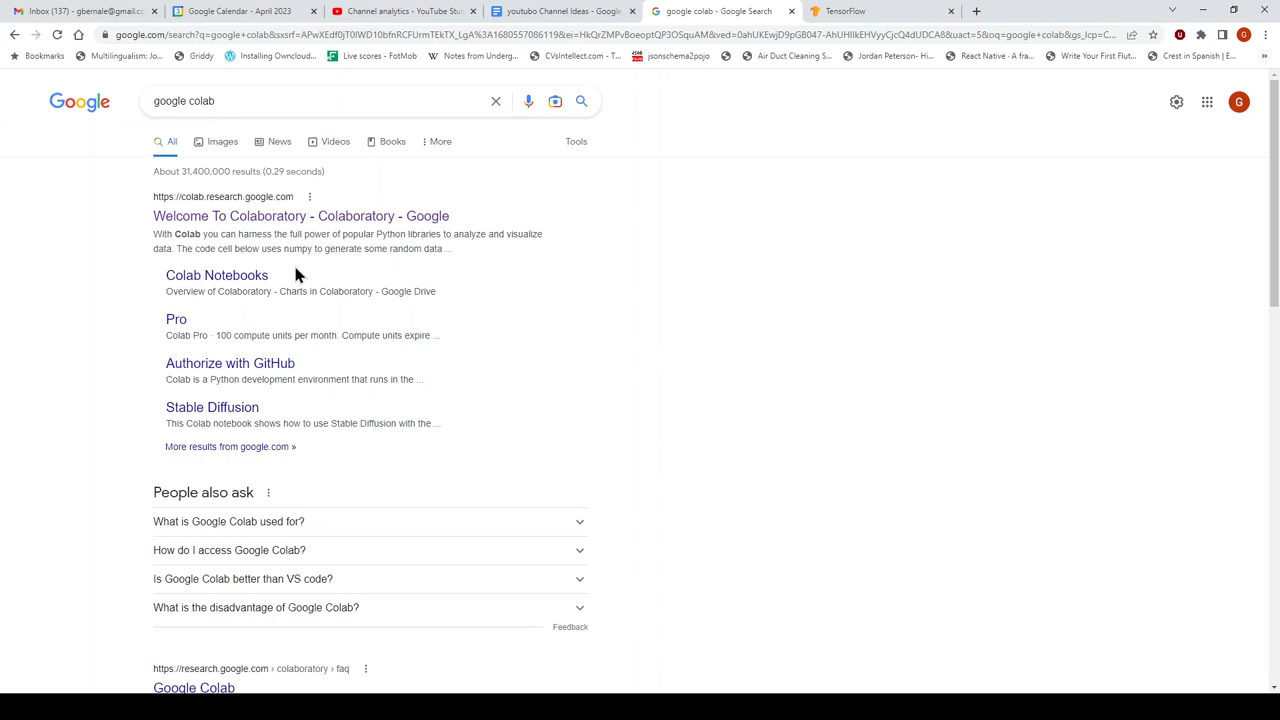 Inbox (137) - gbernale@gmail.co
Google Calendar - April 2023
Channel analytics - YouTube Stu
youtubo Channel Ideas - Google
google colab - Google Search
TensorFlow
google.com/search?q=google+colab&sxsrf=APwXEdf0jT0IWD10bfnRCFUrmTEkTX_LgA%3A1680557086119&ei=HkQrZMPvBoeoptQP3OSquAM&ved=0ahUKEwjD9pGB047-AhUHlIkEHVyyCjcQ4dUDCA8&uact=5&oq=google+colab&gs_lcp=C...
Bookmarks
Multilingualism: Jo...
Griddy
Installing Owncloud...
Live scores - FotMob
Notes from Underg...
CVsIntellect.com - T...
jsonschema2pojo
Air Duct Cleaning S...
Jordan Peterson- Hi...
React Native · A fra...
Write Your First Flut...
Crest in Spanish | E...
Google
google colab
G
All
Images
News
Videos
Books
More
Tools
About 31,400,000 results (0.29 seconds)
https://colab.research.google.com
Welcome To Colaboratory - Colaboratory - Google
With Colab you can harness the full power of popular Python libraries to analyze and visualize
data. The code cell below uses numpy to generate some random data ...
Colab Notebooks
Overview of Colaboratory - Charts in Colaboratory - Google Drive
Pro
Colab Pro · 100 compute units per month. Compute units expire ...
Authorize with GitHub
Colab is a Python development environment that runs in the ...
Stable Diffusion
This Colab notebook shows how to use Stable Diffusion with the ...
More results from google.com »
People also ask
What is Google Colab used for?
How do I access Google Colab?
Is Google Colab better than VS code?
What is the disadvantage of Google Colab?
Feedback
https://research.google.com › colaboratory › faq
Google Colab